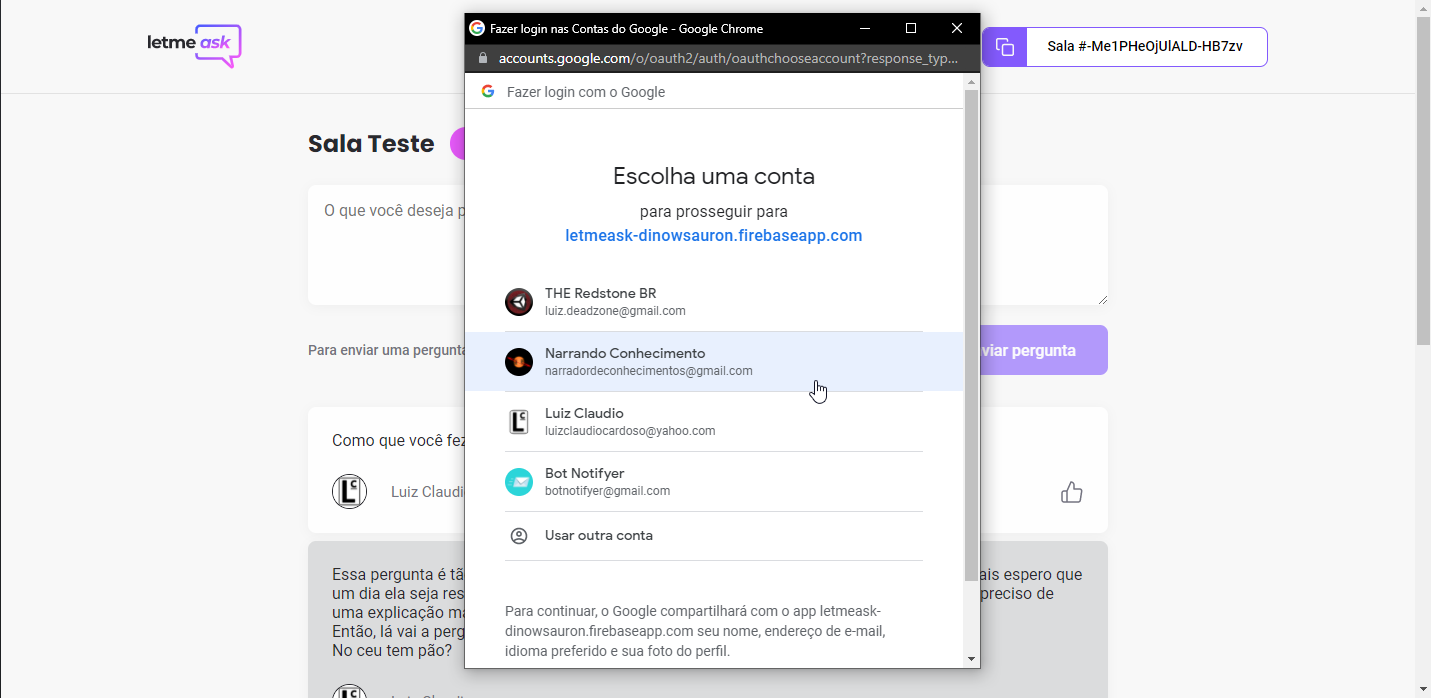 letme ask
Sala #-Me1PHeOjUlALD-HB7zv
Sala Teste
O que você deseja p
Para enviar uma pergunta
viar pergunta
Como que você fez
Luiz Claudi
Essa pergunta é tã
ais espero que
um dia ela seja res
preciso de
uma explicação ma
Então, lá vai a perg
No ceu tem pão?
Fazer login nas Contas do Google - Google Chrome
accounts.google.com/o/oauth2/auth/oauthchooseaccount?response_typ...
Fazer login com o Google
Escolha uma conta
para prosseguir para
letmeask-dinowsauron.firebaseapp.com
THE Redstone BR
luiz.deadzone@gmail.com
Narrando Conhecimento
narradordeconhecimentos@gmail.com
Luiz Claudio
luizclaudiocardoso@yahoo.com
Bot Notifyer
botnotifyer@gmail.com
Usar outra conta
Para continuar, o Google compartilhará com o app letmeask-
dinowsauron.firebaseapp.com seu nome, endereço de e-mail,
idioma preferido e sua foto do perfil.